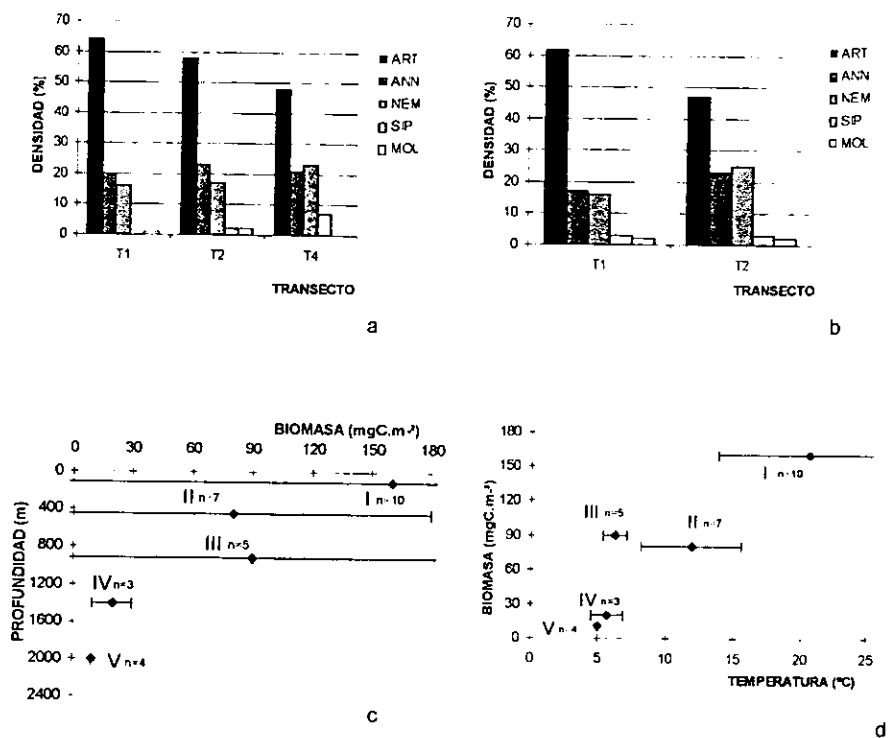 70
60
50
40
30
20
10
0
DENSIDAD (%)
T1 T2 T4
TRANSECTO
ART
ANN
NEM
SIP
MOL
a
70
60
50
40
30
20
10
0
DENSIDAD (%)
T1 T2
TRANSECTO
ART
ANN
NEM
SIP
MOL
b
BIOMASA (mgC.m-²)
0 30 60 90 120 150 180
0
400
800
1200
1600
2000
2400
PROFUNDIDAD (m)
II n=7
I n=10
III n=5
IV n=3
V n=4
c
180
150
120
90
60
30
0
BIOMASA (mgC.m-²)
I n=10
III n=5
II n=7
IV n=3
V n=4
0 5 10 15 20 25
TEMPERATURA (ºC)
d